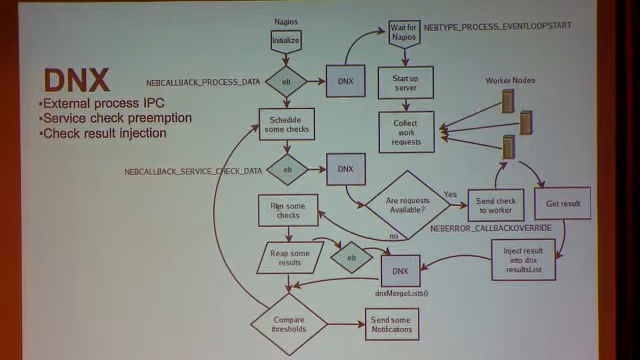 DNX
•External process IPC
•Service check preemption
•Check result injection
Nagios
Initialize
NEBCALLBACK_PROCESS_DATA
eb
DNX
Wait for
Nagios
NEBTYPE_PROCESS_EVENTLOOPSTART
Start up
server
Collect
work
requests
Worker Nodes
Schedule
some checks
NEBCALLBACK_SERVICE_CHECK_DATA
eb
DNX
Are requests
Available?
Yes
no
Send check
to worker
Get result
NEBERROR_CALLBACKOVERRIDE
Run some
checks
Reap some
results
eb
DNX
dnxMergeLists()
Inject result
into dnx
resultsList
Compare
thresholds
Send some
Notifications